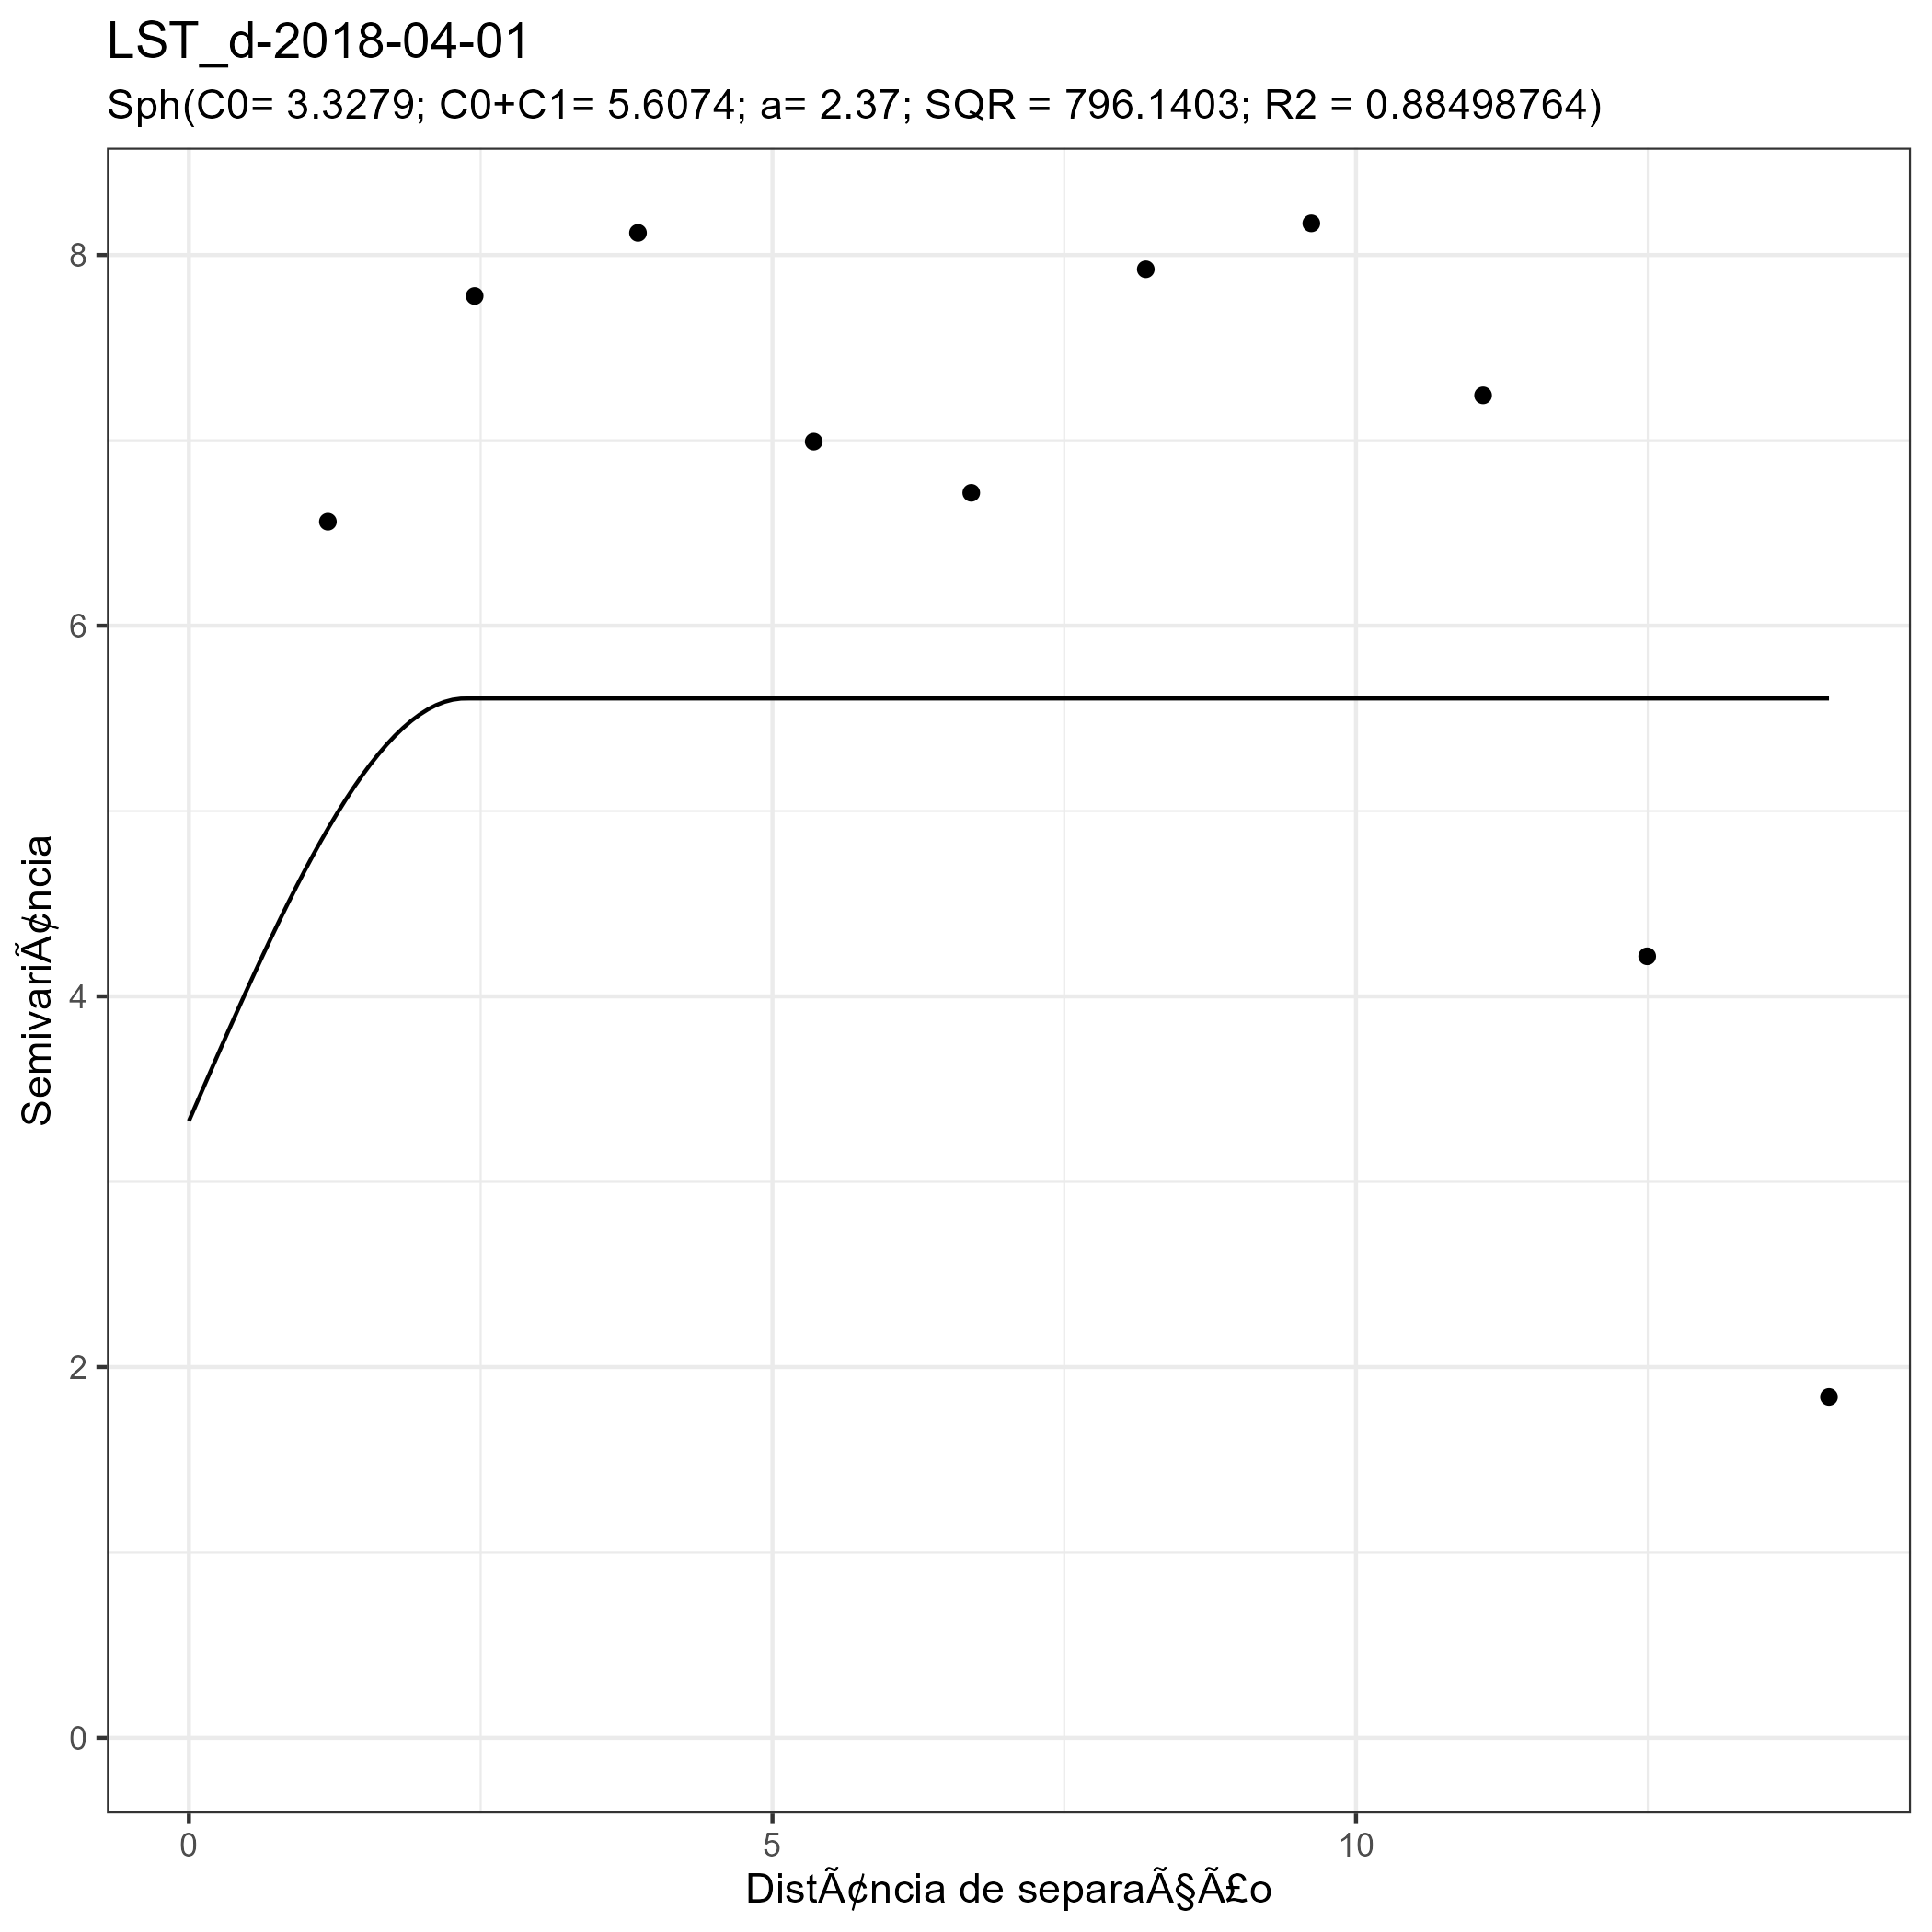 LST_d-2018-04-01
Sph(C0= 3.3279; C0+C1= 5.6074; a= 2.37; SQR = 796.1403; R2 = 0.88498764)
SemivariÃ¢ncia
8
6
4
2
0
0 5 10
DistÃ¢ncia de separaÃ§Ã£o